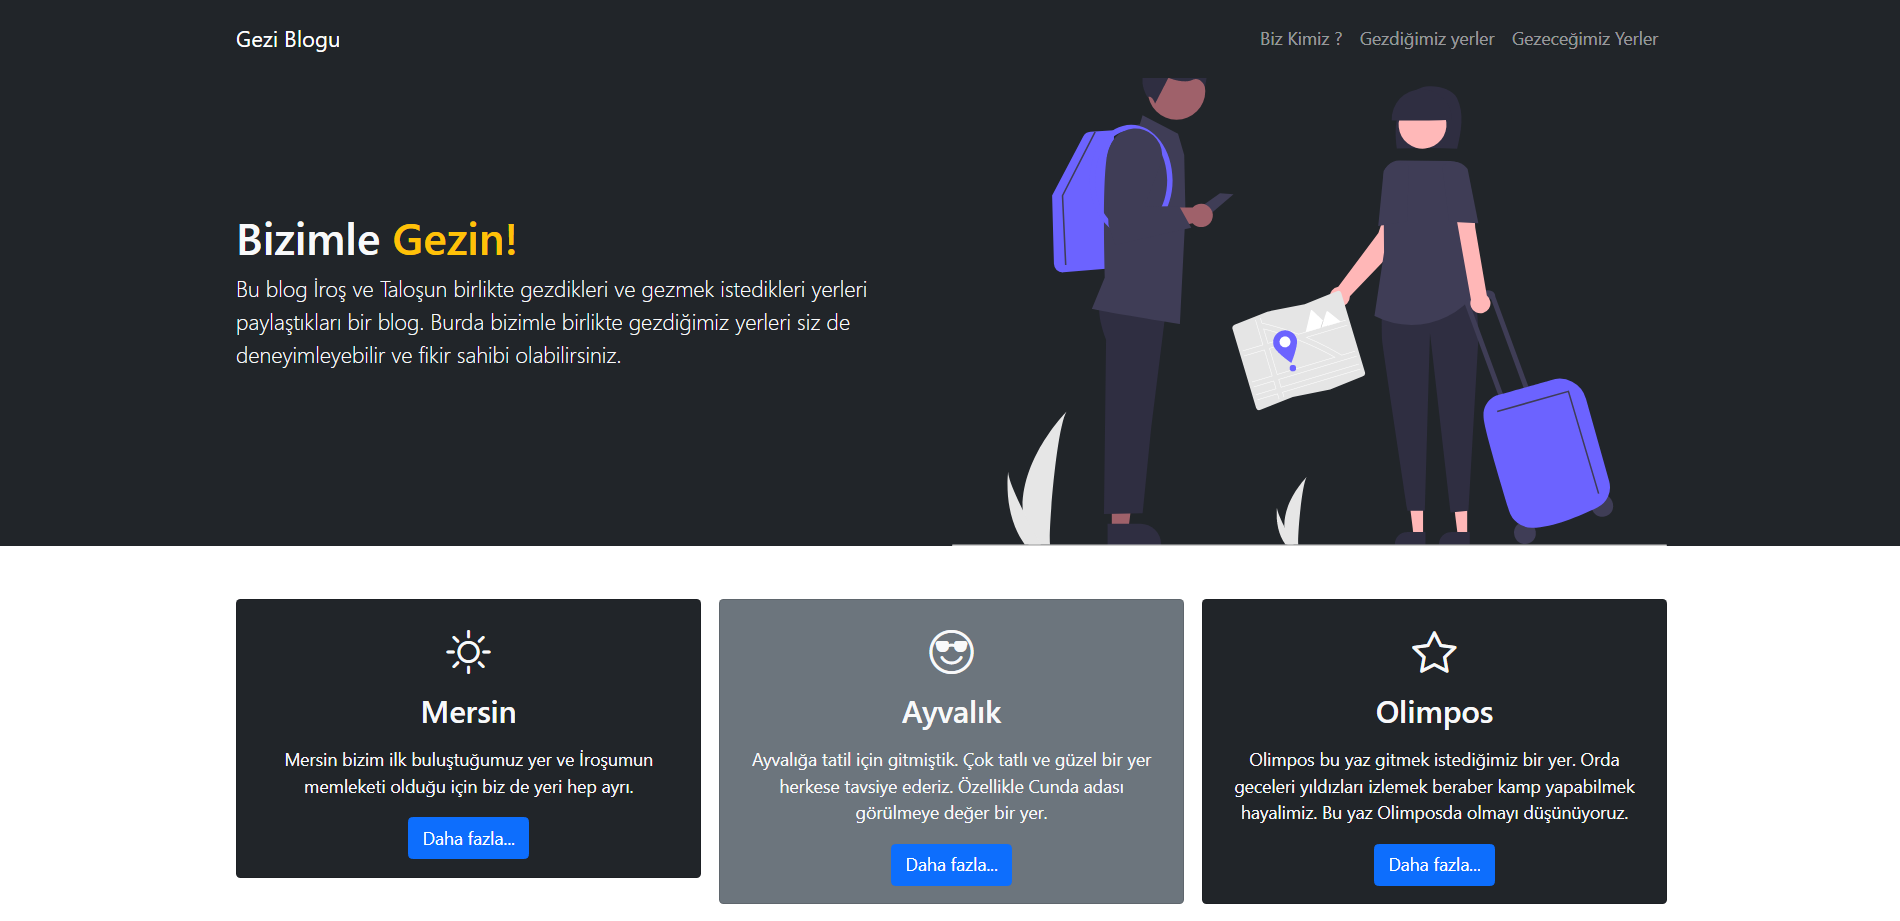 Gezi Blogu
Biz Kimiz ?
Gezdiğimiz yerler
Gezeceğimiz Yerler
Bizimle Gezin!
Bu blog İroş ve Taloşun birlikte gezdikleri ve gezmek istedikleri yerleri
paylaştıkları bir blog. Burda bizimle birlikte gezdiğimiz yerleri siz de
deneyimleyebilir ve fikir sahibi olabilirsiniz.
Mersin
Mersin bizim ilk buluştuğumuz yer ve İroşumun
memleketi olduğu için biz de yeri hep ayrı.
Daha fazla...
Ayvalık
Ayvalığa tatil için gitmiştik. Çok tatlı ve güzel bir yer
herkese tavsiye ederiz. Özellikle Cunda adası
görülmeye değer bir yer.
Daha fazla...
Olimpos
Olimpos bu yaz gitmek istediğimiz bir yer. Orda
geceleri yıldızları izlemek beraber kamp yapabilmek
hayalimiz. Bu yaz Olimposda olmayı düşünüyoruz.
Daha fazla...